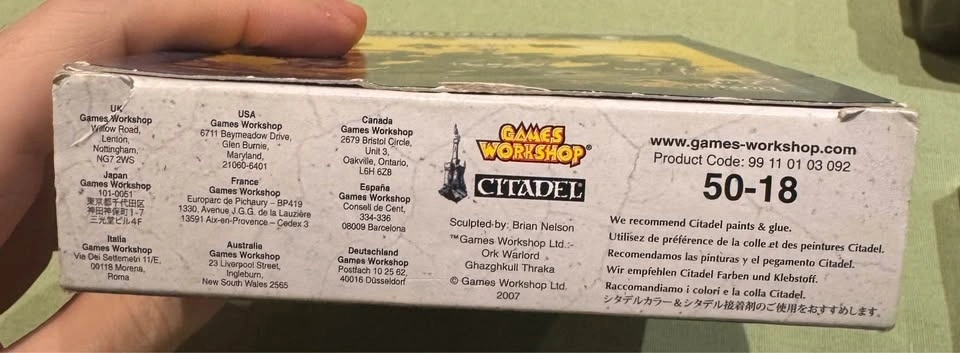 UK
Games Workshop
Willow Road,
Lenton,
Nottingham,
NG7 2WS
Japan
Games Workshop
101-0051
東京都千代田区
神田神保町1-7
三光堂ビル4F
Italia
Games Workshop
Via Dei Settemetri 11/E,
00118 Morena,
Roma
USA
Games Workshop
6711 Baymeadow Drive,
Glen Burnie,
Maryland,
21060-6401
France
Games Workshop
Europarc de Pichaury – BP419
1330, Avenue J.G.G. de la Lauzière
13591 Aix-en-Provence – Cedex 3
Australia
Games Workshop
23 Liverpool Street,
Ingleburn,
New South Wales 2565
Canada
Games Workshop
2679 Bristol Circle,
Unit 3,
Oakville, Ontario,
L6H 6Z8
España
Games Workshop
Consell de Cent,
334-336
08009 Barcelona
Deutschland
Games Workshop
Postfach 10 25 62,
40016 Düsseldorf
GAMES
WORKSHOP®
CITADEL
Sculpted by: Brian Nelson
™Games Workshop Ltd.:-
Ork Warlord
Ghazghkull Thraka
© Games Workshop Ltd.
2007
www.games-workshop.com
Product Code: 99 11 01 03 092
50-18
We recommend Citadel paints & glue.
Utilisez de préférence de la colle et des peintures Citadel.
Recomendamos las pinturas y el pegamento Citadel.
Wir empfehlen Citadel Farben und Klebstoff.
Raccomandiamo i colori e la colla Citadel.
シタデルカラー&シタデル接着剤のご使用をおすすめします。